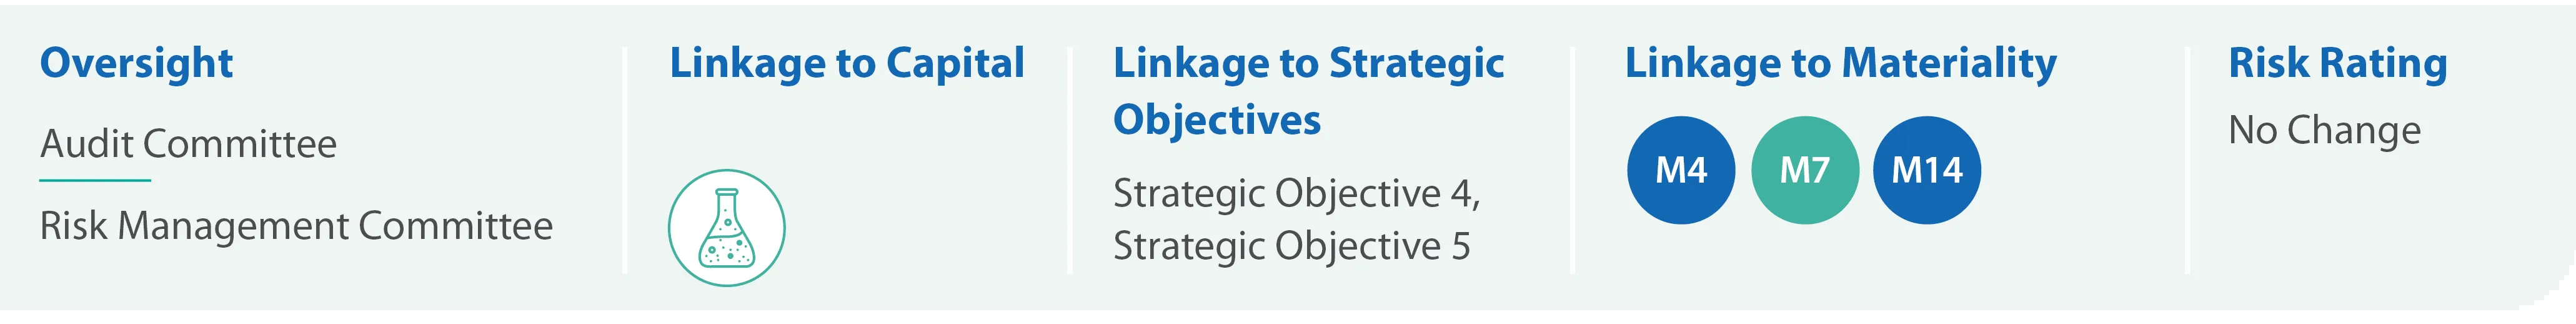 Oversight
Audit Committee
Risk Management Committee
Linkage to Capital
Linkage to Strategic
Objectives
Strategic Objective 4,
Strategic Objective 5
Linkage to Materiality
M4 M7 M14
Risk Rating
No Change